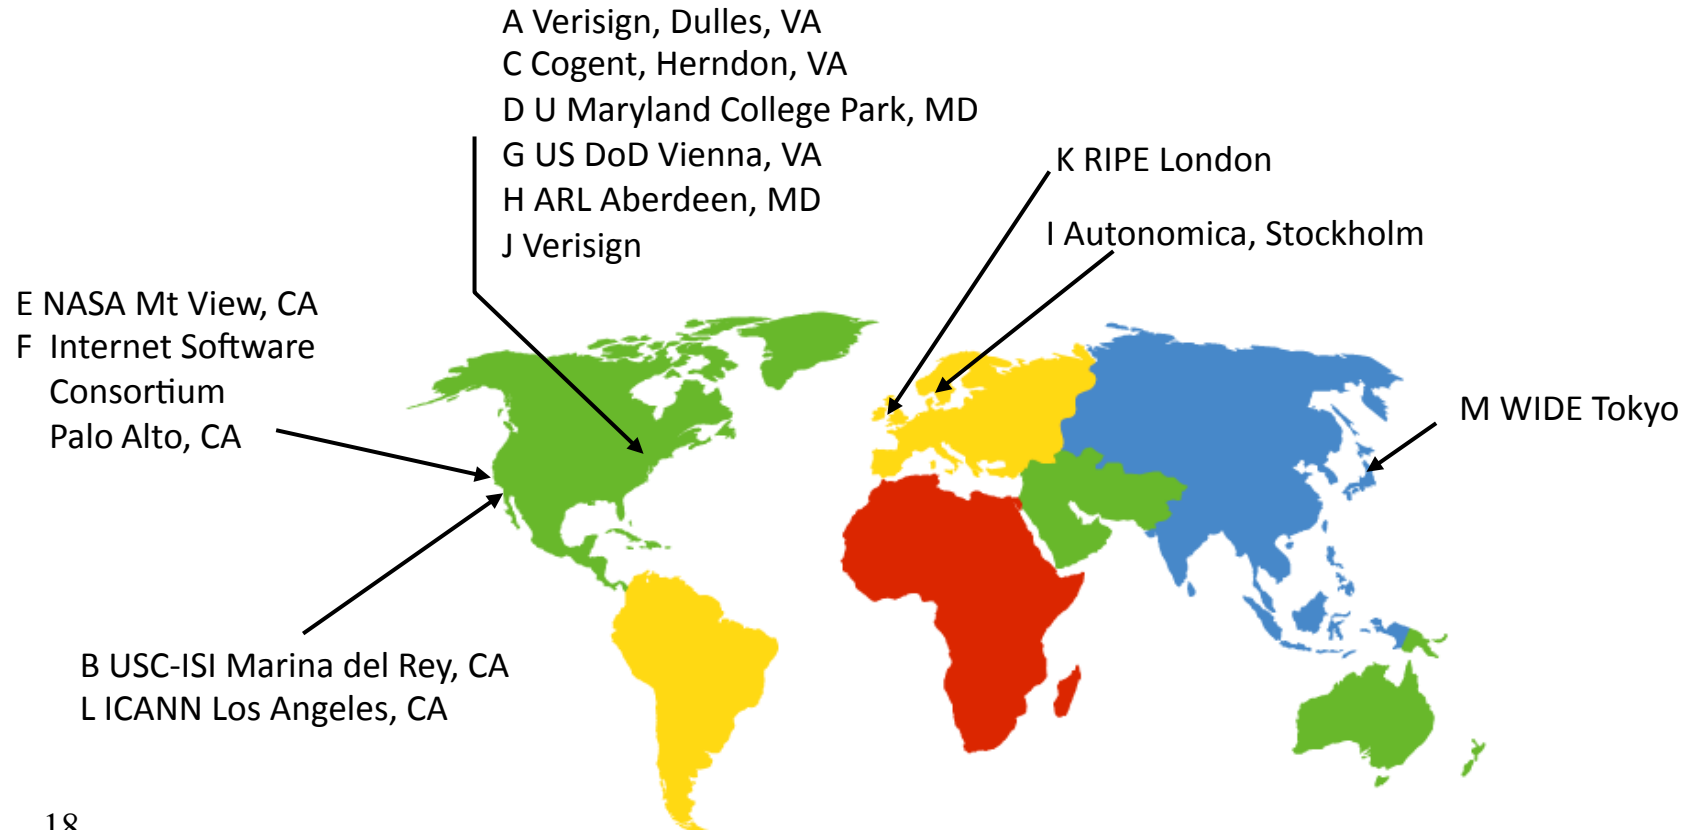 A Verisign, Dulles, VA
C Cogent, Herndon, VA
D U Maryland College Park, MD
G US DoD Vienna, VA
H ARL Aberdeen, MD
J Verisign
K RIPE London
I Autonomica, Stockholm
E NASA Mt View, CA
F Internet Software
Consortium
Palo Alto, CA
M WIDE Tokyo
B USC-ISI Marina del Rey, CA
L ICANN Los Angeles, CA
18